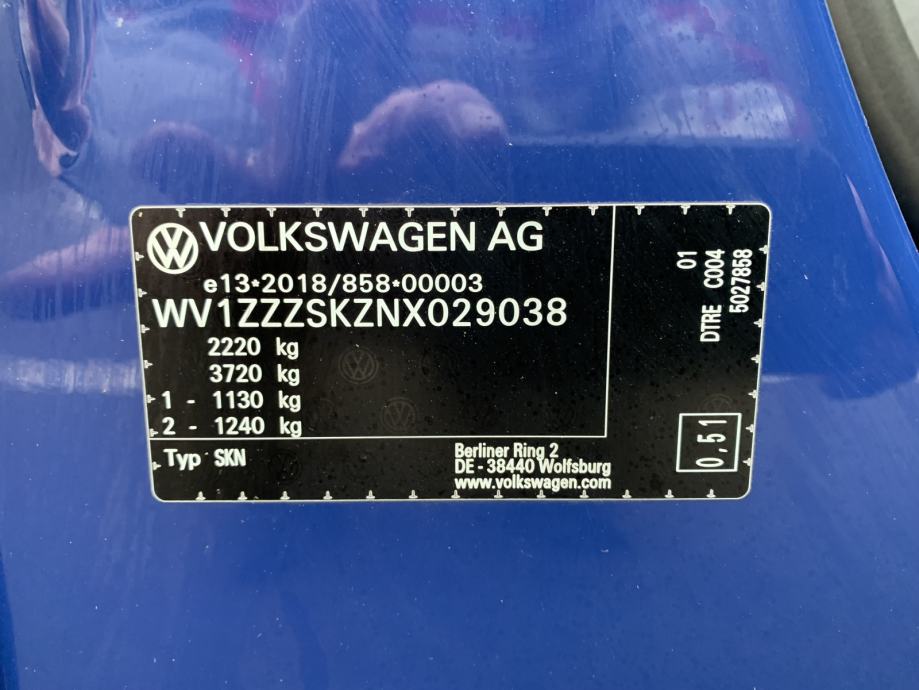 VOLKSWAGEN AG
e13*2018/858*00003
WV1ZZZSKZNX029038
2220 kg
3720 kg
1 - 1130 kg
2 - 1240 kg
Typ SKN
Berliner Ring 2
DE - 38440 Wolfsburg
www.volkswagen.com
01
DTRE C004
5027858
0,51